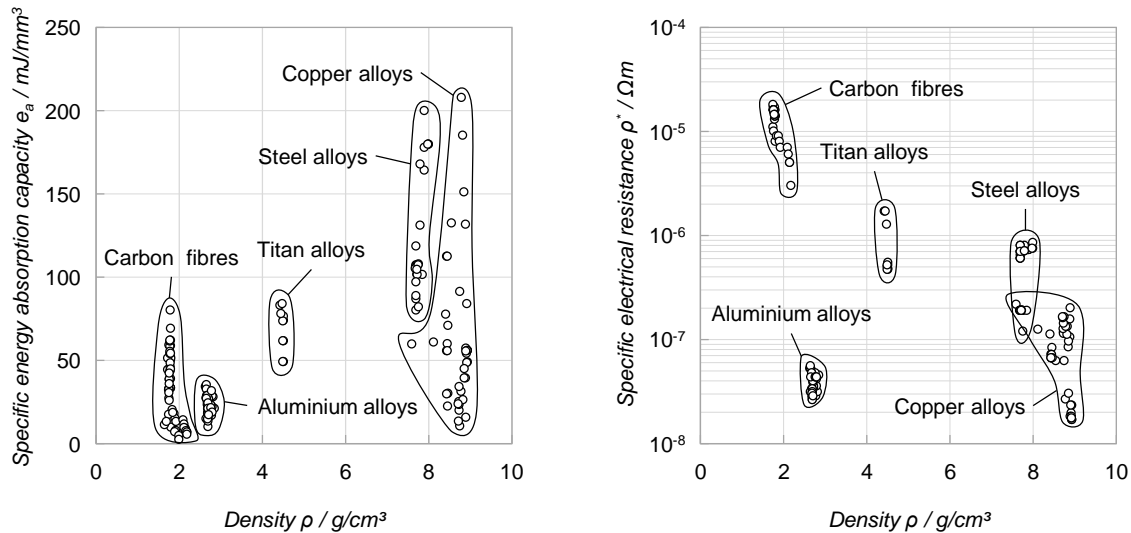 Specific energy absorption capacity eₐ / mJ/mm³
250
200
150
100
50
0
0
2
4
6
8
10
Density ρ / g/cm³
Copper alloys
Steel alloys
Titan alloys
Carbon fibres
Aluminium alloys
Specific electrical resistance ρ* / Ωm
10⁻⁴
10⁻⁵
10⁻⁶
10⁻⁷
10⁻⁸
0
2
4
6
8
10
Density ρ / g/cm³
Carbon fibres
Titan alloys
Steel alloys
Aluminium alloys
Copper alloys